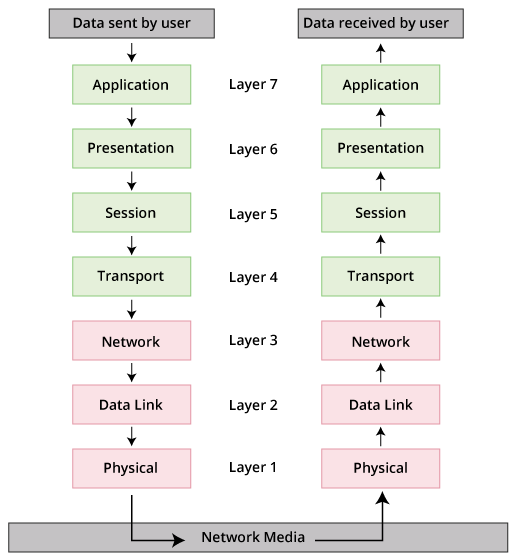 Data sent by user
Data received by user
Application
Layer 7
Application
Presentation
Layer 6
Presentation
Session
Layer 5
Session
Transport
Layer 4
Transport
Network
Layer 3
Network
Data Link
Layer 2
Data Link
Physical
Layer 1
Physical
Network Media